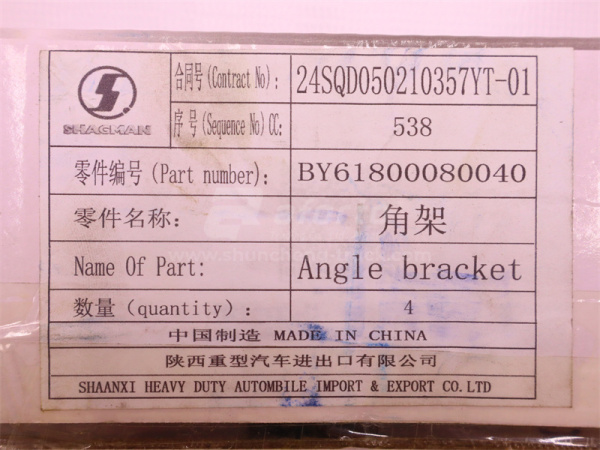 SHACMAN
合同号(Contract No):
24SQD050210357YT-01
序号(Sequence No)CC:
538
零件编号(Part number):
BY61800080040
零件名称:
角架
Name Of Part:
Angle bracket
数量(quantity):
4
中国制造 MADE IN CHINA
陕西重型汽车进出口有限公司
SHAANXI HEAVY DUTY AUTOMBILE IMPORT & EXPORT CO.LTD